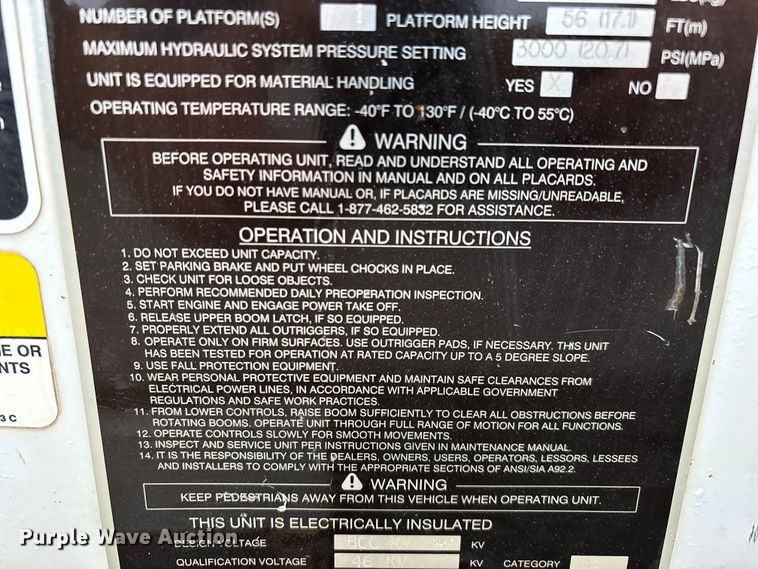 NUMBER OF PLATFORM(S) 1 PLATFORM HEIGHT 56 (17.1) FT(m)
MAXIMUM HYDRAULIC SYSTEM PRESSURE SETTING 3000 (20.7) PSI(MPa)
UNIT IS EQUIPPED FOR MATERIAL HANDLING YES X NO
OPERATING TEMPERATURE RANGE: -40°F TO 130°F / (-40°C TO 55°C)
WARNING
BEFORE OPERATING UNIT, READ AND UNDERSTAND ALL OPERATING AND
SAFETY INFORMATION IN MANUAL AND ON ALL PLACARDS.
IF YOU DO NOT HAVE MANUAL OR, IF PLACARDS ARE MISSING/UNREADABLE,
PLEASE CALL 1-877-462-5832 FOR ASSISTANCE.
OPERATION AND INSTRUCTIONS
1. DO NOT EXCEED UNIT CAPACITY.
2. SET PARKING BRAKE AND PUT WHEEL CHOCKS IN PLACE.
3. CHECK UNIT FOR LOOSE OBJECTS.
4. PERFORM RECOMMENDED DAILY PREOPERATION INSPECTION.
5. START ENGINE AND ENGAGE POWER TAKE OFF.
6. RELEASE UPPER BOOM LATCH, IF SO EQUIPPED.
7. PROPERLY EXTEND ALL OUTRIGGERS, IF SO EQUIPPED.
8. OPERATE ONLY ON FIRM SURFACES. USE OUTRIGGER PADS, IF NECESSARY. THIS UNIT
HAS BEEN TESTED FOR OPERATION AT RATED CAPACITY UP TO A 5 DEGREE SLOPE.
9. USE FALL PROTECTION EQUIPMENT.
10. WEAR PERSONAL PROTECTIVE EQUIPMENT AND MAINTAIN SAFE CLEARANCES FROM
ELECTRICAL POWER LINES, IN ACCORDANCE WITH APPLICABLE GOVERNMENT
REGULATIONS AND SAFE WORK PRACTICES.
11. FROM LOWER CONTROLS, RAISE BOOM SUFFICIENTLY TO CLEAR ALL OBSTRUCTIONS BEFORE
ROTATING BOOMS. OPERATE UNIT THROUGH FULL RANGE OF MOTION FOR ALL FUNCTIONS.
12. OPERATE CONTROLS SLOWLY FOR SMOOTH MOVEMENTS.
13. INSPECT AND SERVICE UNIT PER INSTRUCTIONS GIVEN IN MAINTENANCE MANUAL.
14. IT IS THE RESPONSIBILITY OF THE DEALERS, OWNERS, USERS, OPERATORS, LESSORS, LESSEES
AND INSTALLERS TO COMPLY WITH THE APPROPRIATE SECTIONS OF ANSI/SIA A92.2.
WARNING
KEEP PEDESTRIANS AWAY FROM THIS VEHICLE WHEN OPERATING UNIT.
THIS UNIT IS ELECTRICALLY INSULATED
DESIGN VOLTAGE KV
QUALIFICATION VOLTAGE 46 KV KV CATEGORY
E OR
ENTS
3 C
Purple Wave Auction